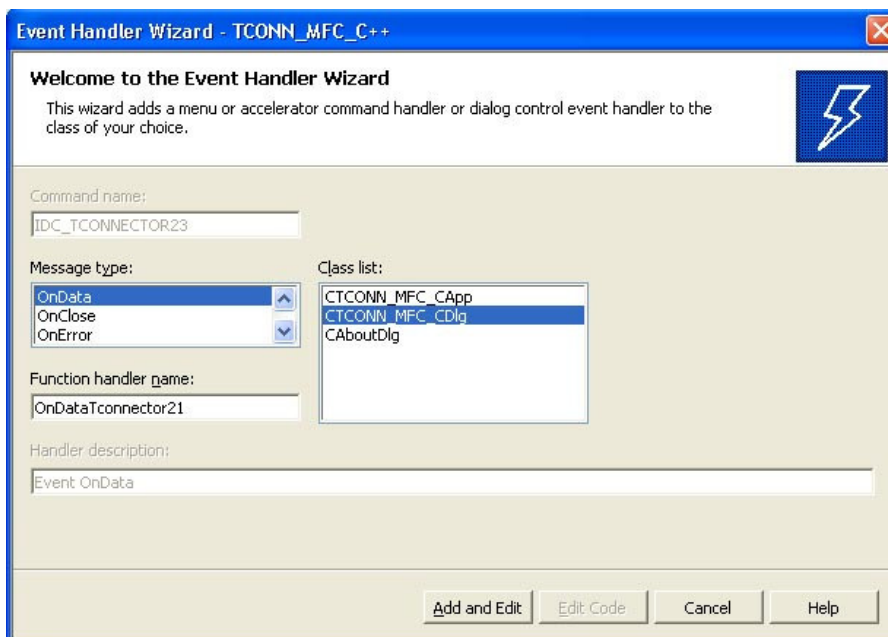 Event Handler Wizard - TCONN_MFC_C++
Welcome to the Event Handler Wizard
This wizard adds a menu or accelerator command handler or dialog control event handler to the
class of your choice.
Command name:
IDC_TCONNECTOR23
Message type:
OnData
OnClose
OnError
Class list:
CTCONN_MFC_CApp
CTCONN_MFC_CDlg
CAboutDlg
Function handler name:
OnDataTconnector21
Handler description:
Event OnData
Add and Edit
Edit Code
Cancel
Help